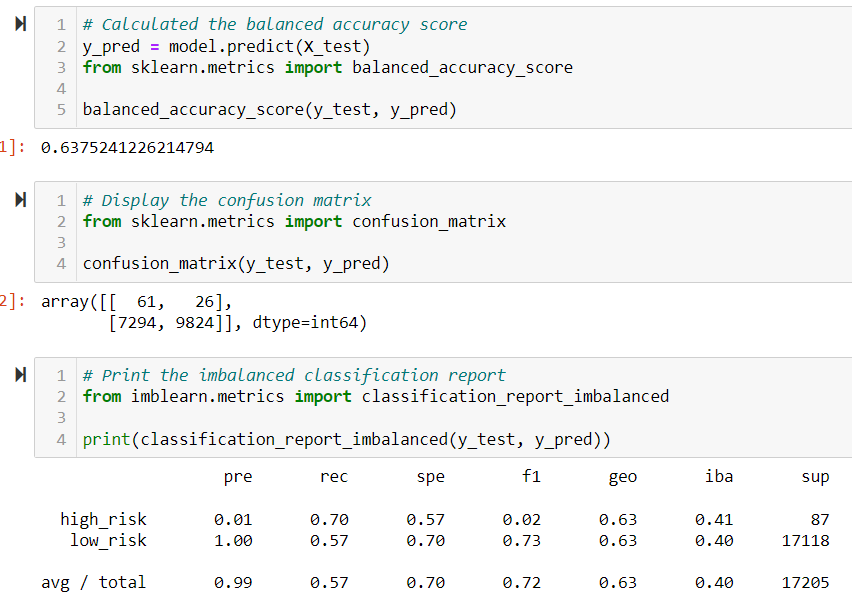 1 # Calculated the balanced accuracy score
2 y_pred = model.predict(X_test)
3 from sklearn.metrics import balanced_accuracy_score
4
5 balanced_accuracy_score(y_test, y_pred)
1]: 0.6375241226214794
1 # Display the confusion matrix
2 from sklearn.metrics import confusion_matrix
3
4 confusion_matrix(y_test, y_pred)
2]: array([[  61,   26],
       [7294, 9824]], dtype=int64)
1 # Print the imbalanced classification report
2 from imblearn.metrics import classification_report_imbalanced
3
4 print(classification_report_imbalanced(y_test, y_pred))
pre rec spe f1 geo iba sup
high_risk 0.01 0.70 0.57 0.02 0.63 0.41 87
low_risk 1.00 0.57 0.70 0.73 0.63 0.40 17118
avg / total 0.99 0.57 0.70 0.72 0.63 0.40 17205